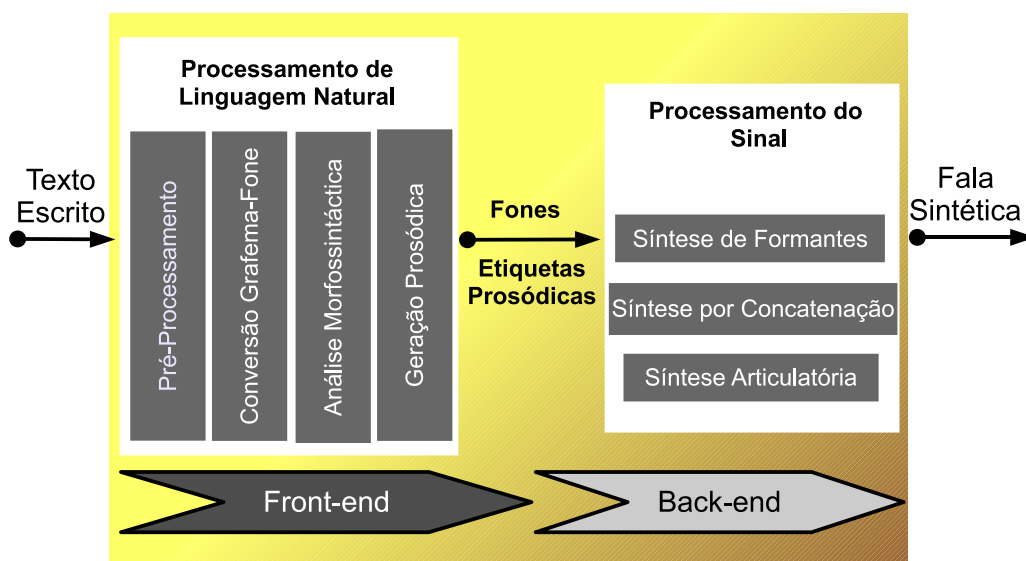 Texto
Escrito
Processamento de
Linguagem Natural
Pré-Processamento
Conversão Grafema-Fone
Análise Morfossintáctica
Geração Prosódica
Fones
Etiquetas
Prosódicas
Processamento do
Sinal
Síntese de Formantes
Síntese por Concatenação
Síntese Articulatória
Fala
Sintética
Front-end
Back-end